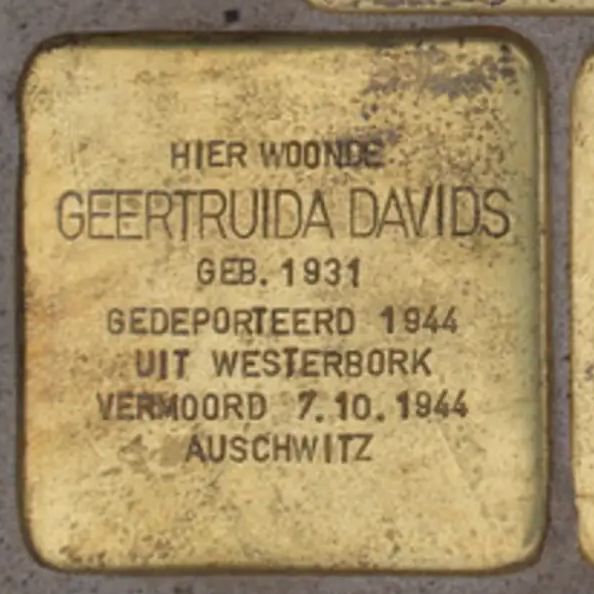 HIER WOONDE
GEERTRUIDA DAVIDS
GEB. 1931
GEDEPORTEERD 1944
UIT WESTERBORK
VERMOORD 7.10.1944
AUSCHWITZ